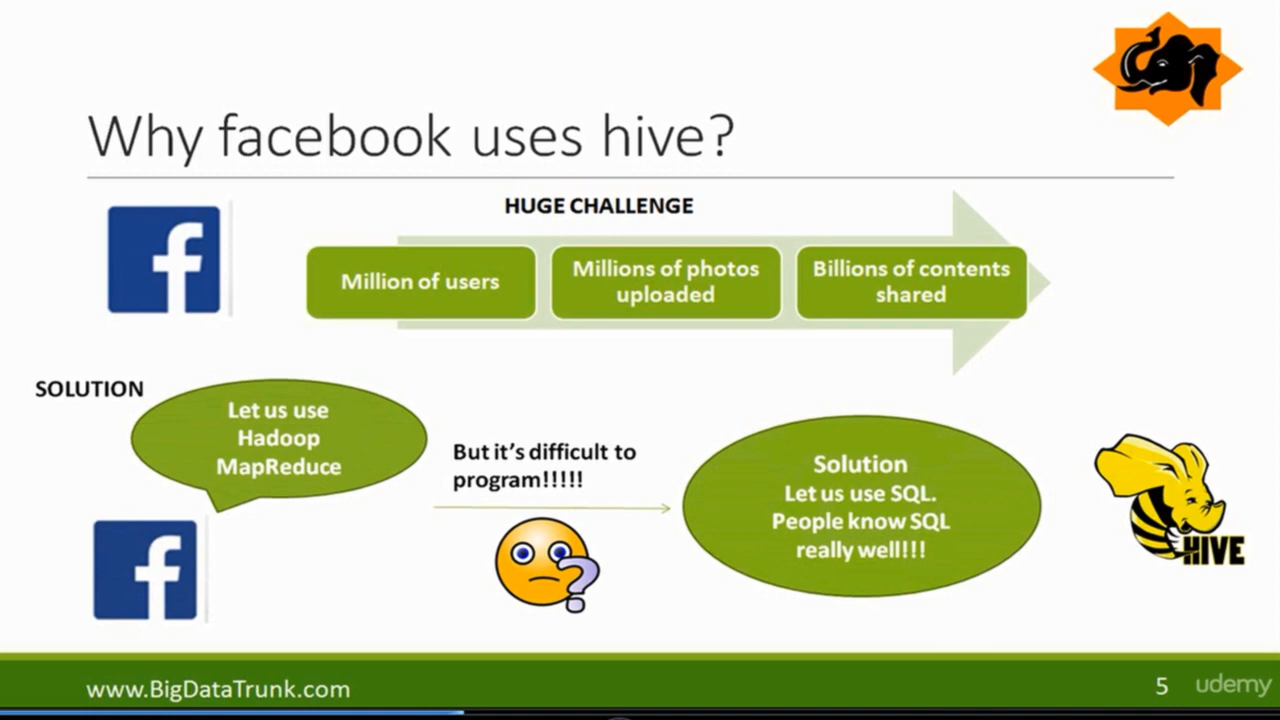 Why facebook uses hive?
HUGE CHALLENGE
Million of users
Millions of photos
uploaded
Billions of contents
shared
SOLUTION
Let us use
Hadoop
MapReduce
But it's difficult to
program!!!!!
Solution
Let us use SQL.
People know SQL
really well!!!
HIVE
www.BigDataTrunk.com
5
udemy